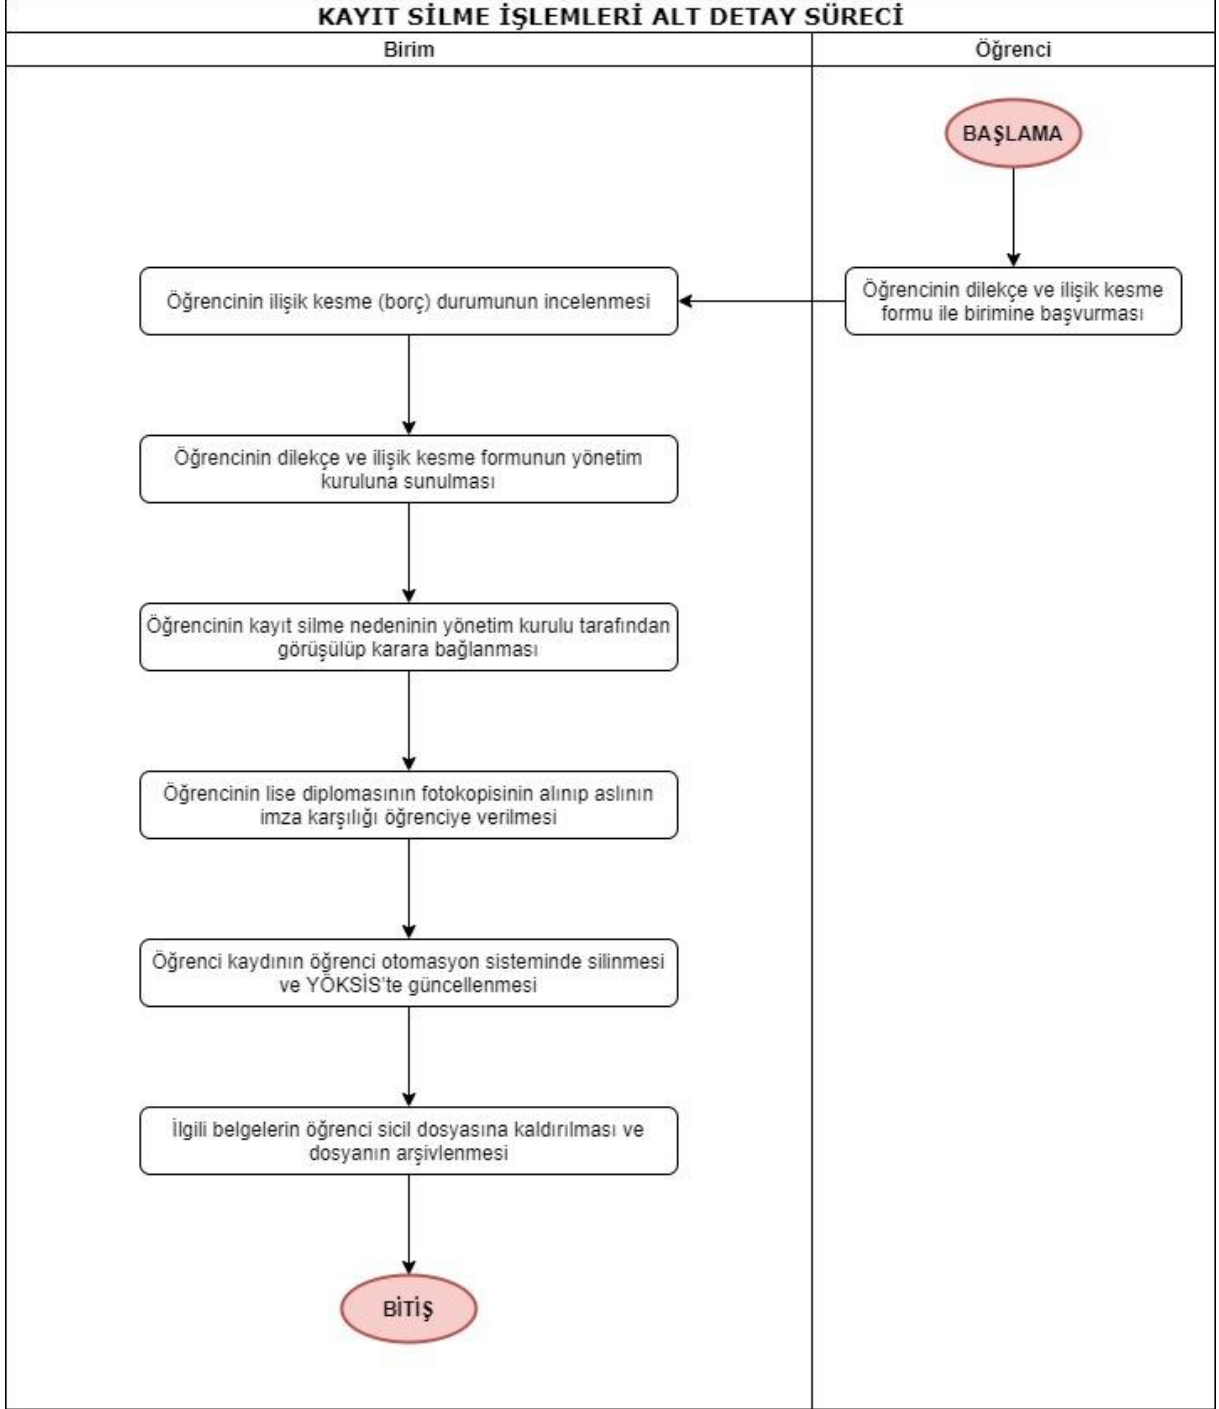 KAYIT SİLME İŞLEMLERİ ALT DETAY SÜRECİ
Birim
Öğrenci
BAŞLAMA
Öğrencinin dilekçe ve ilişik kesme
formu ile birimine başvurması
Öğrencinin ilişik kesme (borç) durumunun incelenmesi
Öğrencinin dilekçe ve ilişik kesme formunun yönetim
kuruluna sunulması
Öğrencinin kayıt silme nedeninin yönetim kurulu tarafından
görüşülüp karara bağlanması
Öğrencinin lise diplomasının fotokopisinin alınıp aslının
imza karşılığı öğrenciye verilmesi
Öğrenci kaydının öğrenci otomasyon sisteminde silinmesi
ve YÖKSİS'te güncellenmesi
İlgili belgelerin öğrenci sicil dosyasına kaldırılması ve
dosyanın arşivlenmesi
BİTİŞ